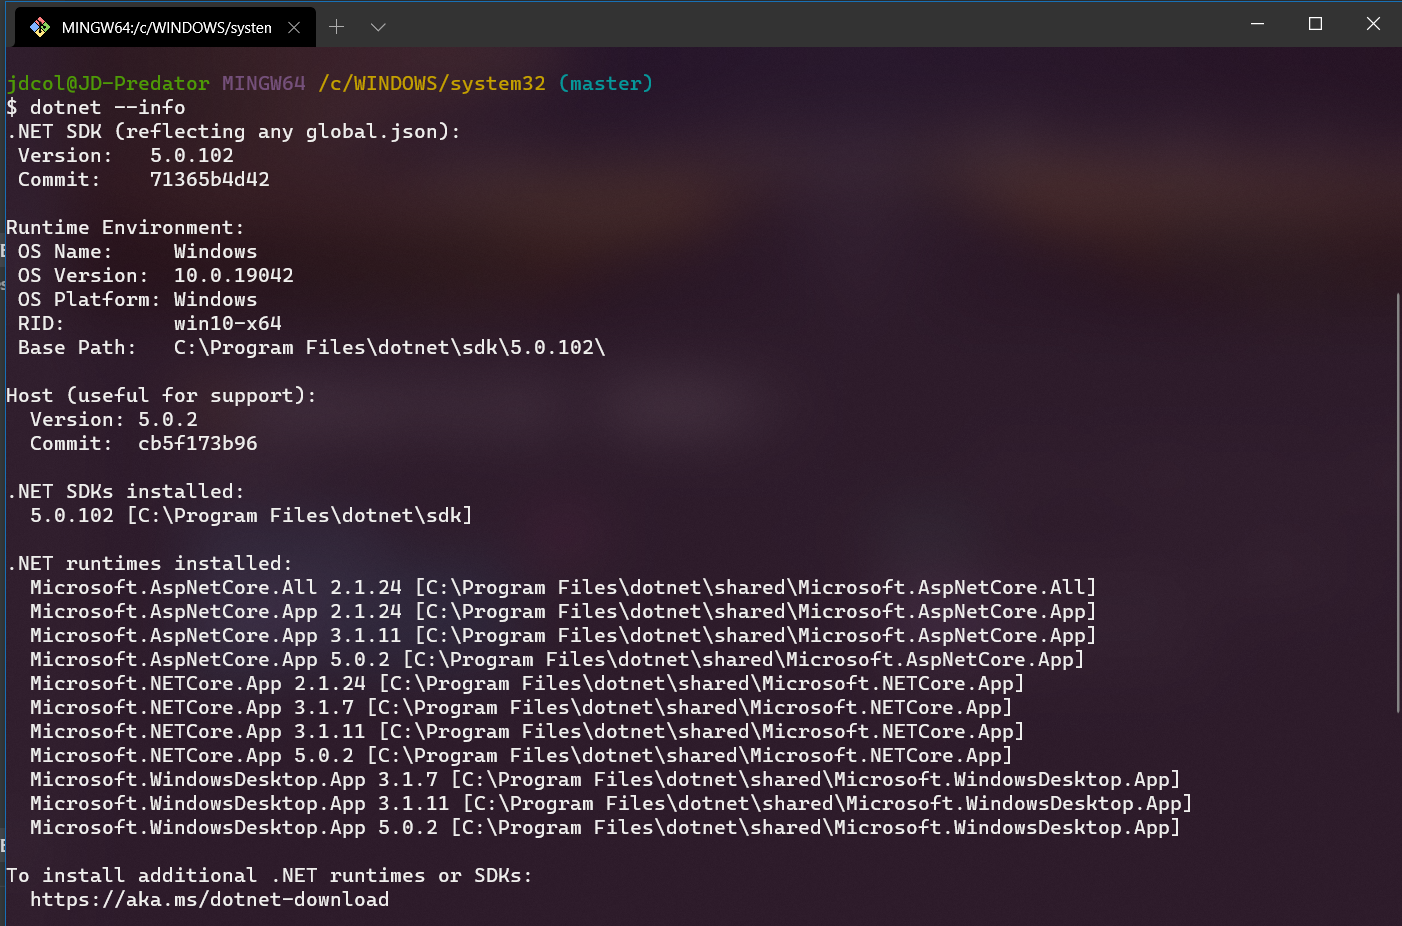 MINGW64:/c/WINDOWS/system
jdcol@JD-Predator MINGW64 /c/WINDOWS/system32 (master)
$ dotnet --info
.NET SDK (reflecting any global.json):
Version: 5.0.102
Commit: 71365b4d42
Runtime Environment:
OS Name: Windows
OS Version: 10.0.19042
OS Platform: Windows
RID: win10-x64
Base Path: C:\Program Files\dotnet\sdk\5.0.102\
Host (useful for support):
Version: 5.0.2
Commit: cb5f173b96
.NET SDKs installed:
5.0.102 [C:\Program Files\dotnet\sdk]
.NET runtimes installed:
Microsoft.AspNetCore.All 2.1.24 [C:\Program Files\dotnet\shared\Microsoft.AspNetCore.All]
Microsoft.AspNetCore.App 2.1.24 [C:\Program Files\dotnet\shared\Microsoft.AspNetCore.App]
Microsoft.AspNetCore.App 3.1.11 [C:\Program Files\dotnet\shared\Microsoft.AspNetCore.App]
Microsoft.AspNetCore.App 5.0.2 [C:\Program Files\dotnet\shared\Microsoft.AspNetCore.App]
Microsoft.NETCore.App 2.1.24 [C:\Program Files\dotnet\shared\Microsoft.NETCore.App]
Microsoft.NETCore.App 3.1.7 [C:\Program Files\dotnet\shared\Microsoft.NETCore.App]
Microsoft.NETCore.App 3.1.11 [C:\Program Files\dotnet\shared\Microsoft.NETCore.App]
Microsoft.NETCore.App 5.0.2 [C:\Program Files\dotnet\shared\Microsoft.NETCore.App]
Microsoft.WindowsDesktop.App 3.1.7 [C:\Program Files\dotnet\shared\Microsoft.WindowsDesktop.App]
Microsoft.WindowsDesktop.App 3.1.11 [C:\Program Files\dotnet\shared\Microsoft.WindowsDesktop.App]
Microsoft.WindowsDesktop.App 5.0.2 [C:\Program Files\dotnet\shared\Microsoft.WindowsDesktop.App]
To install additional .NET runtimes or SDKs:
https://aka.ms/dotnet-download